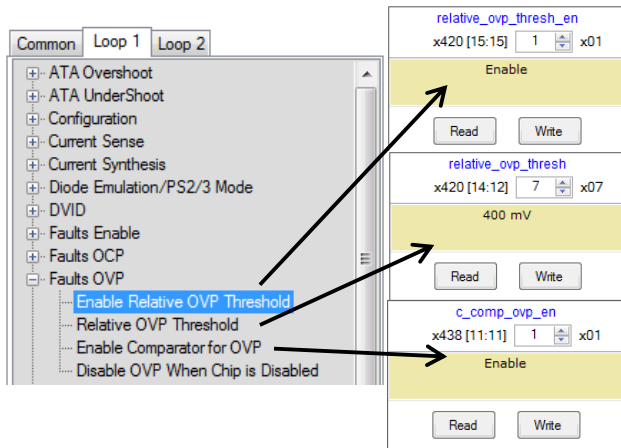 Common Loop 1 Loop 2
ATA Overshoot
ATA UnderShoot
Configuration
Current Sense
Current Synthesis
Diode Emulation/PS2/3 Mode
DVID
Faults Enable
Faults OCP
Faults OVP
Enable Relative OVP Threshold
Relative OVP Threshold
Enable Comparator for OVP
Disable OVP When Chip is Disabled
relative_ovp_thresh_en
x420 [15:15] 1 x01
Enable
Read Write
relative_ovp_thresh
x420 [14:12] 7 x07
400 mV
Read Write
c_comp_ovp_en
x438 [11:11] 1 x01
Enable
Read Write